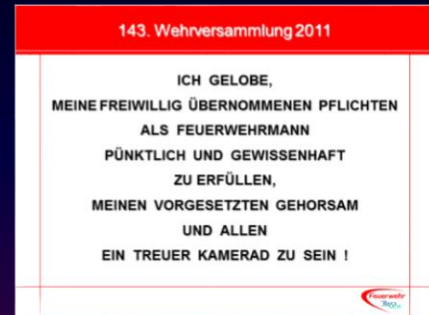 143. Wehrversammlung 2011
ICH GELOBE,
MEINE FREIWILLIG ÜBERNOMMENEN PFLICHTEN
ALS FEUERWEHRMANN
PÜNKTLICH UND GEWISSENHAFT
ZU ERFÜLLEN,
MEINEN VORGESETZTEN GEHORSAM
UND ALLEN
EIN TREUER KAMERAD ZU SEIN !
Feuerwehr